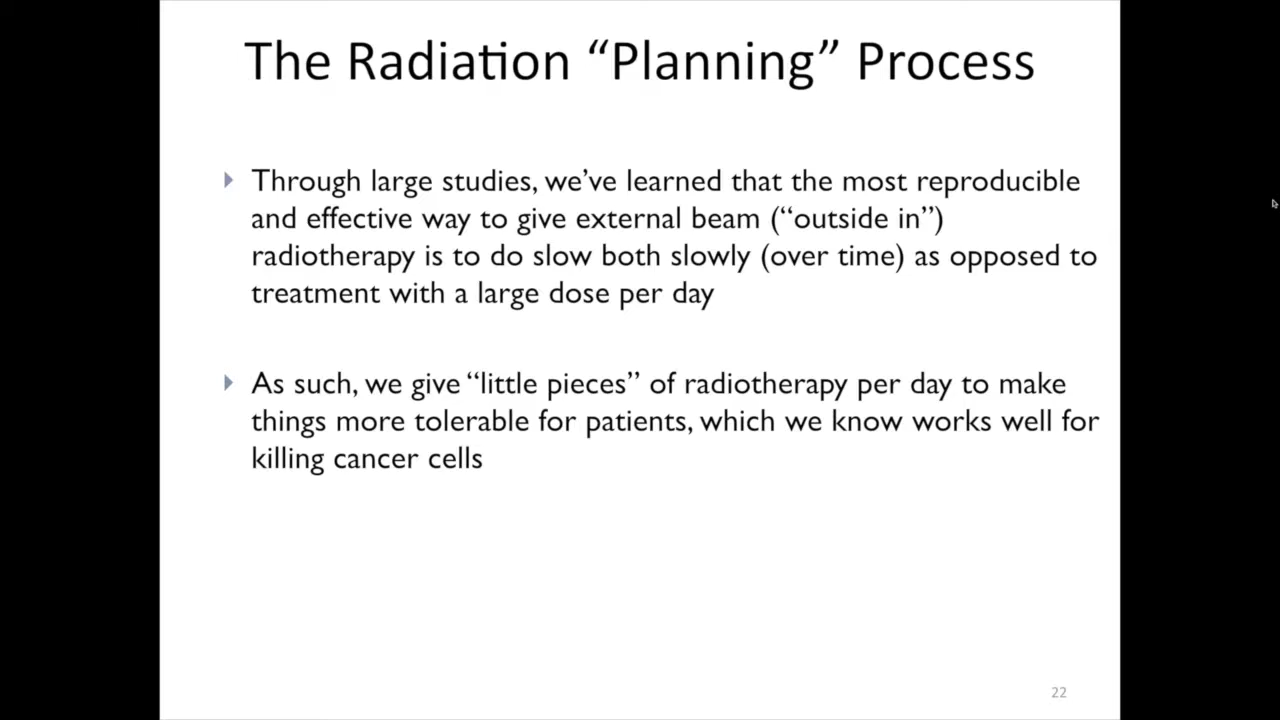 The Radiation “Planning” Process
Through large studies, we’ve learned that the most reproducible
and effective way to give external beam (“outside in”)
radiotherapy is to do slow both slowly (over time) as opposed to
treatment with a large dose per day
As such, we give “little pieces” of radiotherapy per day to make
things more tolerable for patients, which we know works well for
killing cancer cells
22